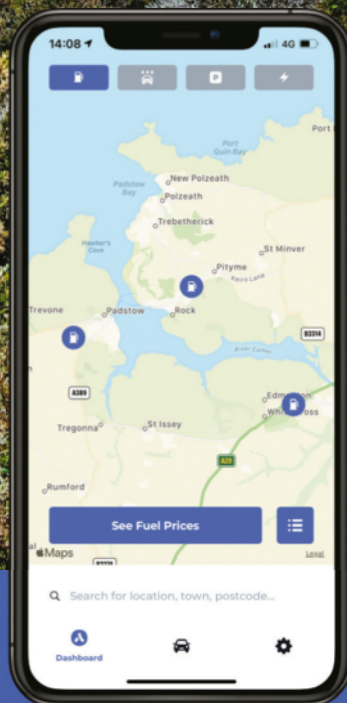 14:08
4G
P
Port
Port
Quin Bay
New Polzeath
Padstow
Bay
Polzeath
Trebetherick
Hawker's
Cove
St Minver
Pityme
Keiro Lane
Trevone
Padstow
Rock
B3314
River Camel
A389
St Issey
Tregonna
A39
Rumford
See Fuel Prices
Maps
Legal
Search for location, town, postcode...
Dashboard